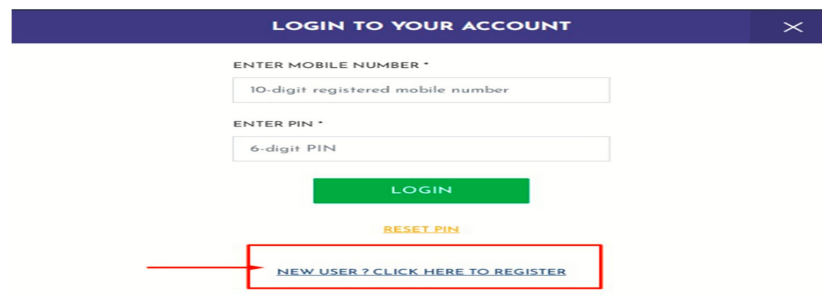 LOGIN TO YOUR ACCOUNT
ENTER MOBILE NUMBER *
10-digit registered mobile number
ENTER PIN *
6-digit PIN
LOGIN
RESET PIN
NEW USER ? CLICK HERE TO REGISTER